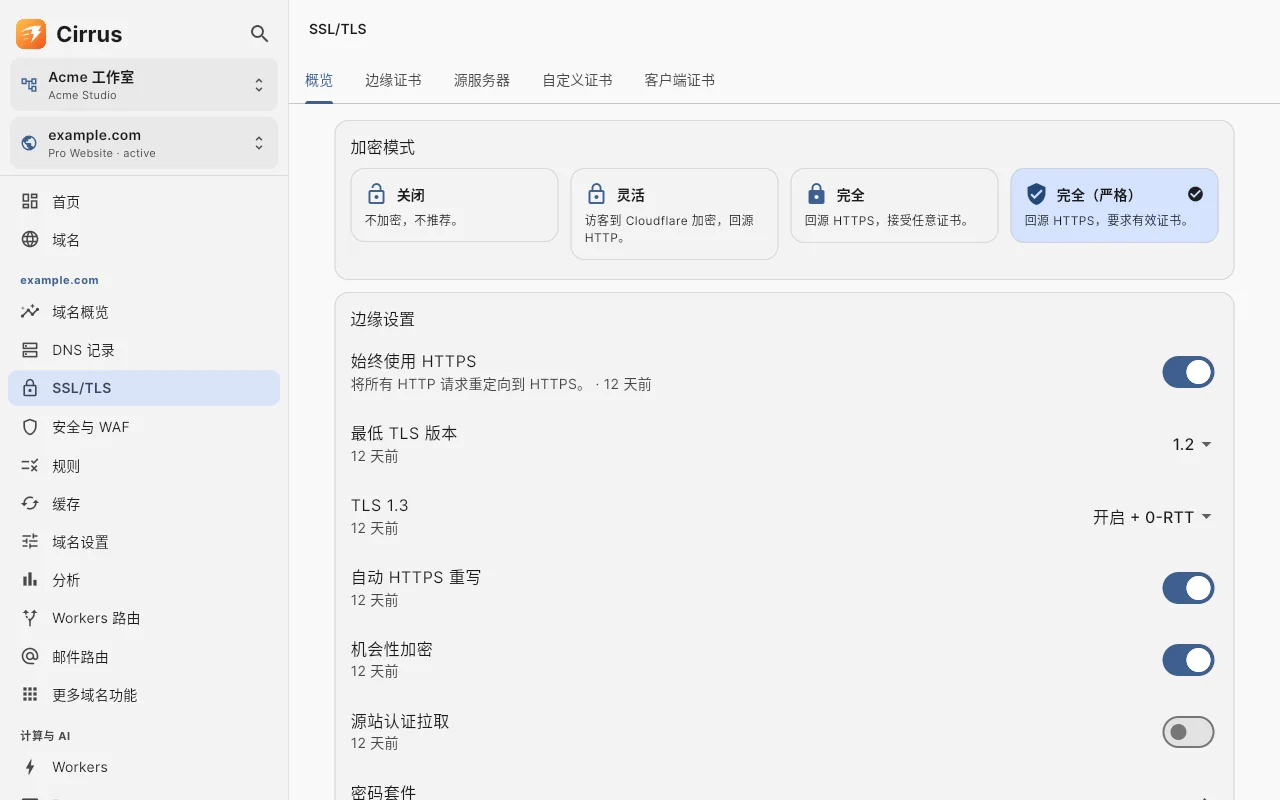 Cirrus
Acme 工作室
Acme Studio
example.com
Pro Website · active
首页
域名
example.com
域名概览
DNS 记录
SSL/TLS
安全与 WAF
规则
缓存
域名设置
分析
Workers 路由
邮件路由
更多域名功能
计算与 AI
Workers
SSL/TLS
概览
边缘证书
源服务器
自定义证书
客户端证书
加密模式
关闭
不加密，不推荐。
灵活
访客到 Cloudflare 加密，回源
HTTP。
完全
回源 HTTPS，接受任意证书。
完全（严格）
回源 HTTPS，要求有效证书。
边缘设置
始终使用 HTTPS
将所有 HTTP 请求重定向到 HTTPS。 · 12 天前
最低 TLS 版本
12 天前
1.2
TLS 1.3
12 天前
开启 + 0-RTT
自动 HTTPS 重写
12 天前
机会性加密
12 天前
源站认证拉取
12 天前
密码套件